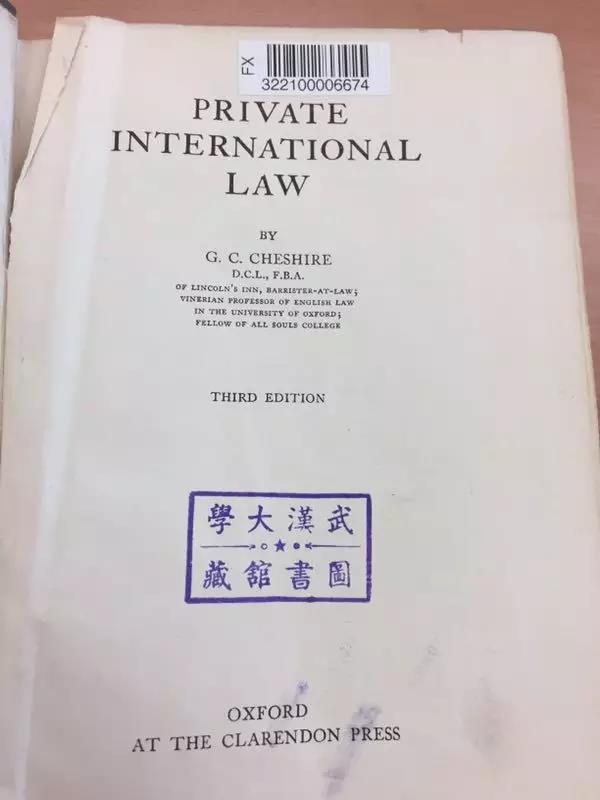 FX
322100006674
PRIVATE
INTERNATIONAL
LAW
BY
G. C. CHESHIRE
D.C.L., F.B.A.
OF LINCOLN'S INN, BARRISTER-AT-LAW;
VINERIAN PROFESSOR OF ENGLISH LAW
IN THE UNIVERSITY OF OXFORD;
FELLOW OF ALL SOULS COLLEGE
THIRD EDITION
武漢大學
圖書舘藏
OXFORD
AT THE CLARENDON PRESS